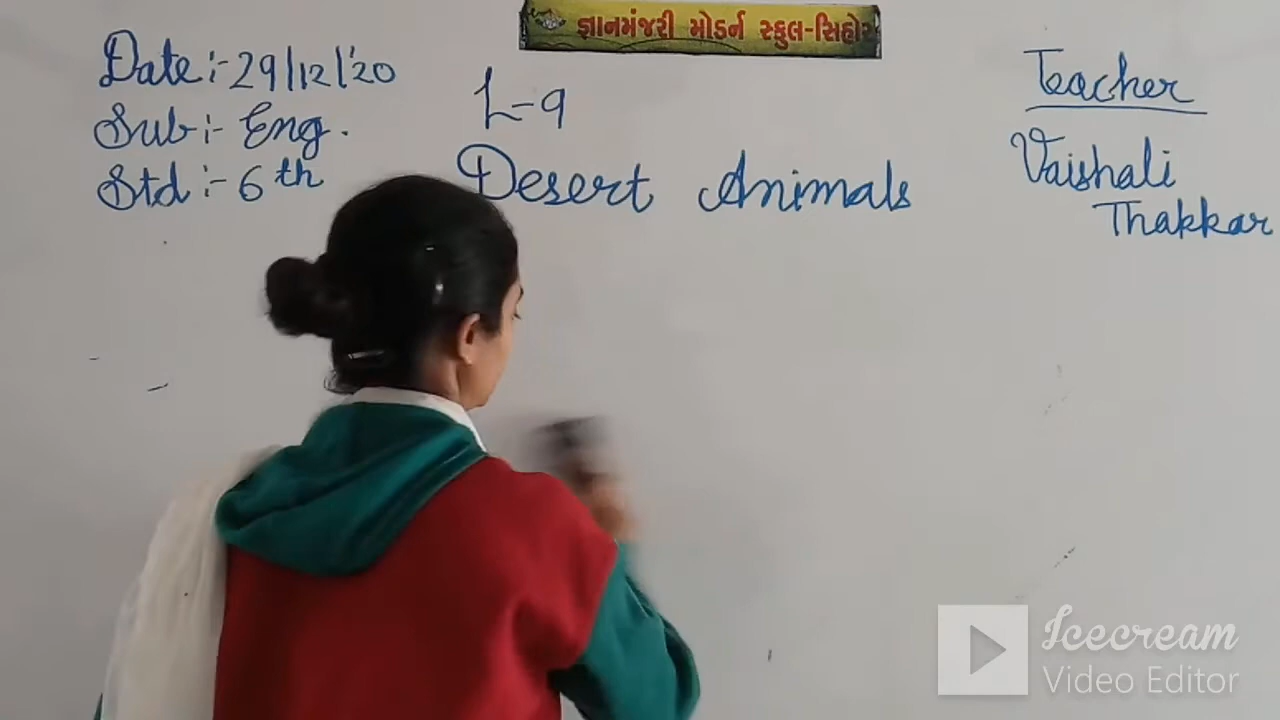 જ્ઞાનમંજરી મોડર્ન સ્કુલ-સિહોર
Date:- 29/12/'20
Sub:- Eng.
Std:- 6th
L-9
Desert Animals
Teacher
Vaishali
Thakkar
Icecream
Video Editor